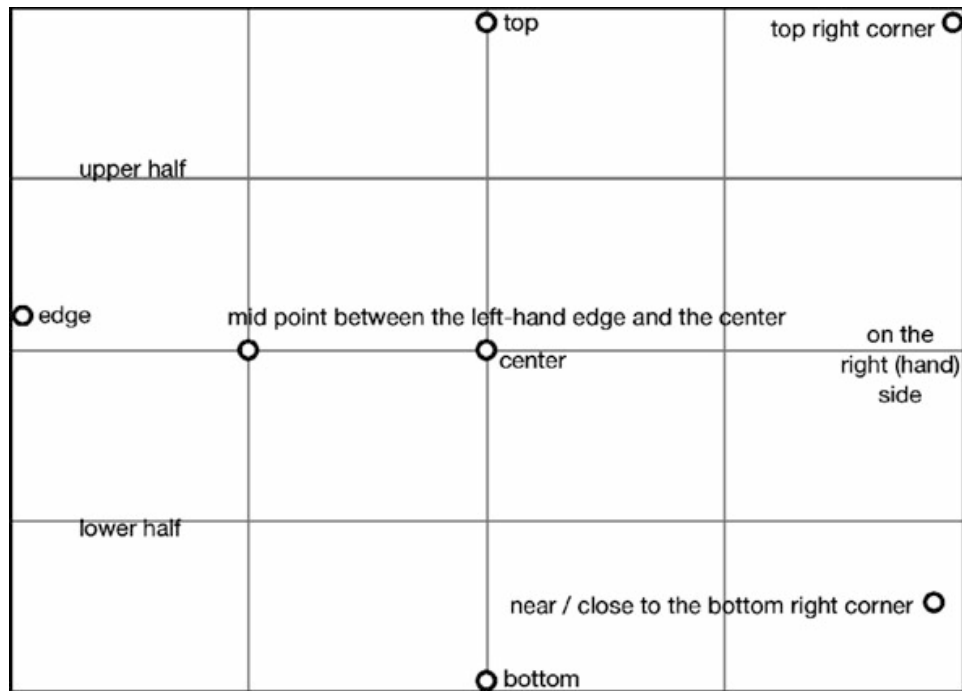 top
top right corner
upper half
edge
mid point between the left-hand edge and the center
center
on the
right (hand)
side
lower half
near / close to the bottom right corner
bottom